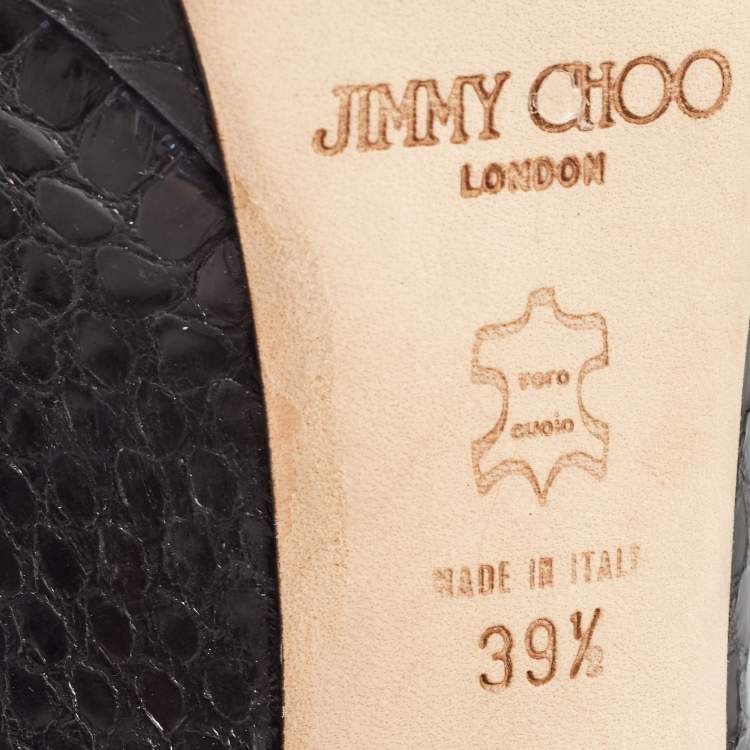 JIMMY CHOO
LONDON
vero
cuoio
MADE IN ITALY
39½